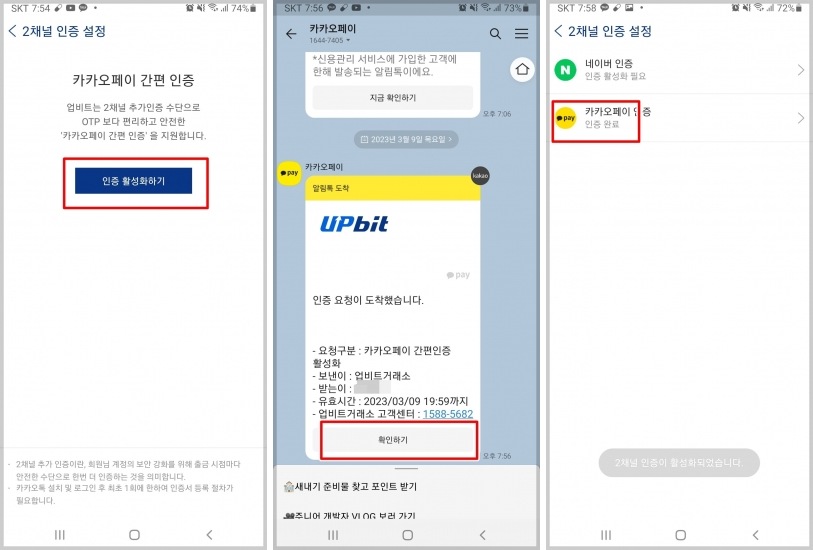 SKT 7:54
74%
2채널 인증 설정
카카오페이 간편 인증
업비트는 2채널 추가인증 수단으로
OTP 보다 편리하고 안전한
'카카오페이 간편 인증' 을 지원합니다.
인증 활성화하기
· 2채널 추가 인증이란, 회원님 계정의 보안 강화를 위해 출금 시점마다
안전한 수단으로 한번 더 인증하는 것을 의미합니다.
· 카카오톡 설치 및 로그인 후 최초 1회에 한하여 인증서 등록 절차가
필요합니다.
SKT 7:56
73%
카카오페이
1644-7405
*신용관리 서비스에 가입한 고객에
한해 발송되는 알림톡이에요.
지금 확인하기
오후 7:06
2023년 3월 9일 목요일
pay
카카오페이
kakao
알림톡 도착
UPbit
pay
인증 요청이 도착했습니다.
- 요청구분 : 카카오페이 간편인증
활성화
- 보낸이 : 업비트거래소
- 받는이 :
- 유효시간 : 2023/03/09 19:59까지
- 업비트거래소 고객센터 : 1588-5682
확인하기
오후 7:56
새내기 준비물 찾고 포인트 받기
주니어 개발자 VLOG 보러 가기
SKT 7:58
72%
2채널 인증 설정
N
네이버 인증
인증 활성화 필요
pay
카카오페이 인증
인증 완료
2채널 인증이 활성화되었습니다.